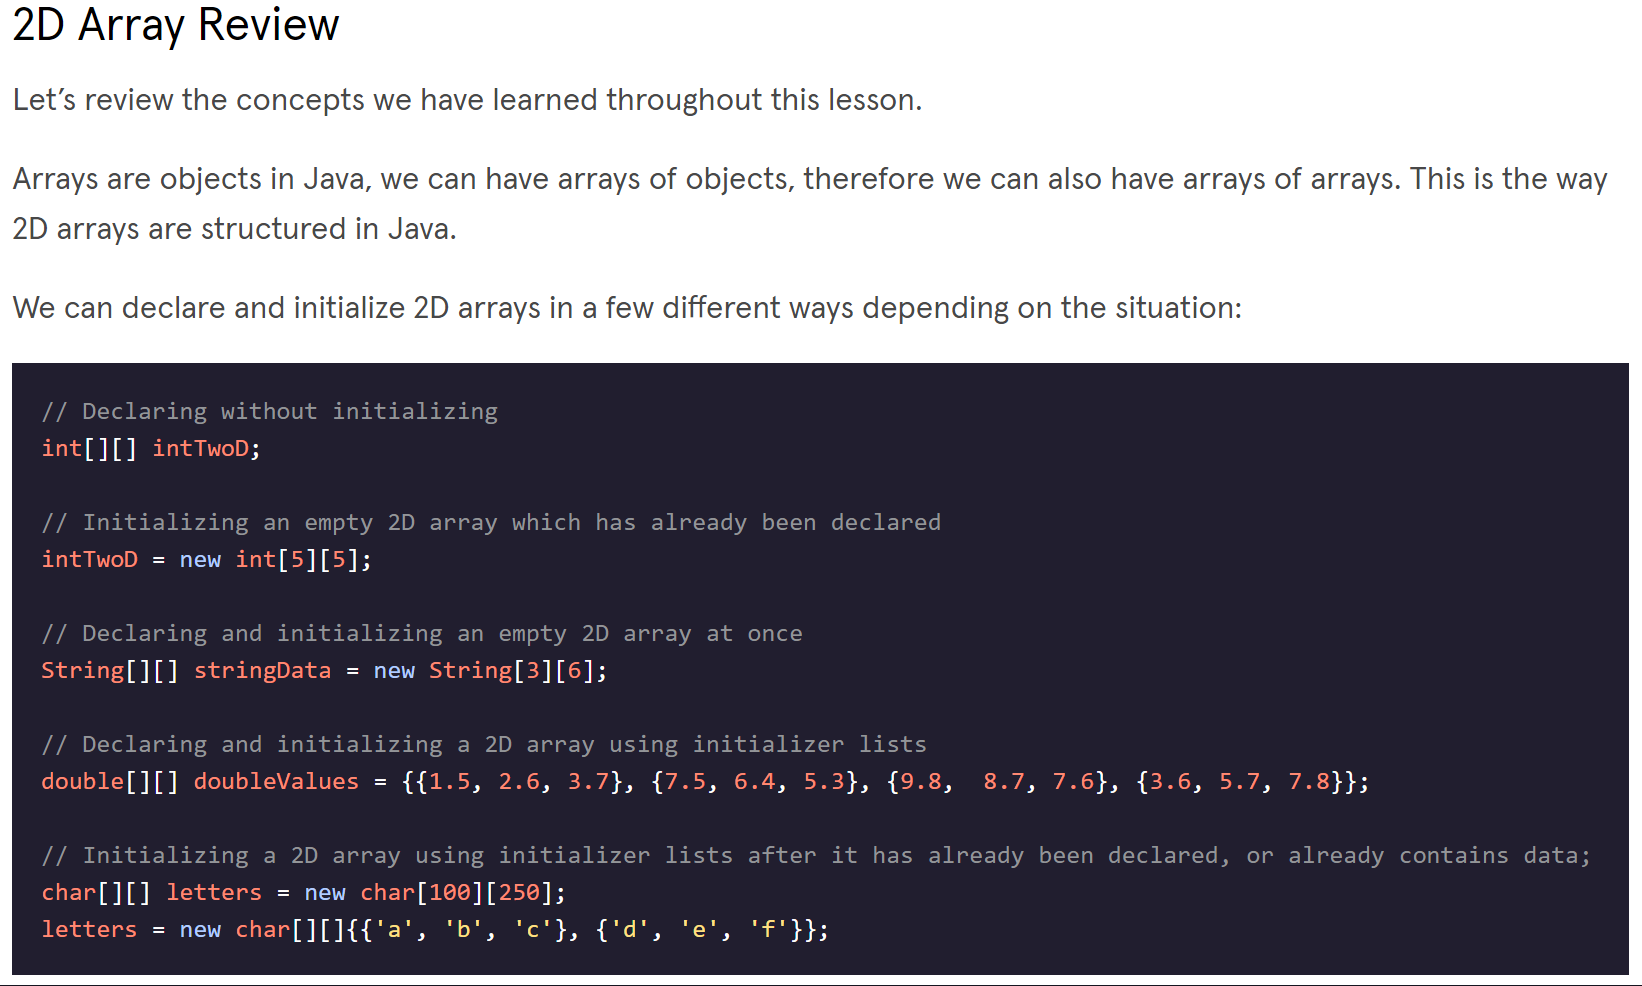 2D Array Review
Let’s review the concepts we have learned throughout this lesson.
Arrays are objects in Java, we can have arrays of objects, therefore we can also have arrays of arrays. This is the way
2D arrays are structured in Java.
We can declare and initialize 2D arrays in a few different ways depending on the situation:
// Declaring without initializing
int[][] intTwoD;
// Initializing an empty 2D array which has already been declared
intTwoD = new int[5][5];
// Declaring and initializing an empty 2D array at once
String[][] stringData = new String[3][6];
// Declaring and initializing a 2D array using initializer lists
double[][] doubleValues = {{1.5, 2.6, 3.7}, {7.5, 6.4, 5.3}, {9.8,  8.7, 7.6}, {3.6, 5.7, 7.8}};
// Initializing a 2D array using initializer lists after it has already been declared, or already contains data;
char[][] letters = new char[100][250];
letters = new char[][]{{'a', 'b', 'c'}, {'d', 'e', 'f'}};